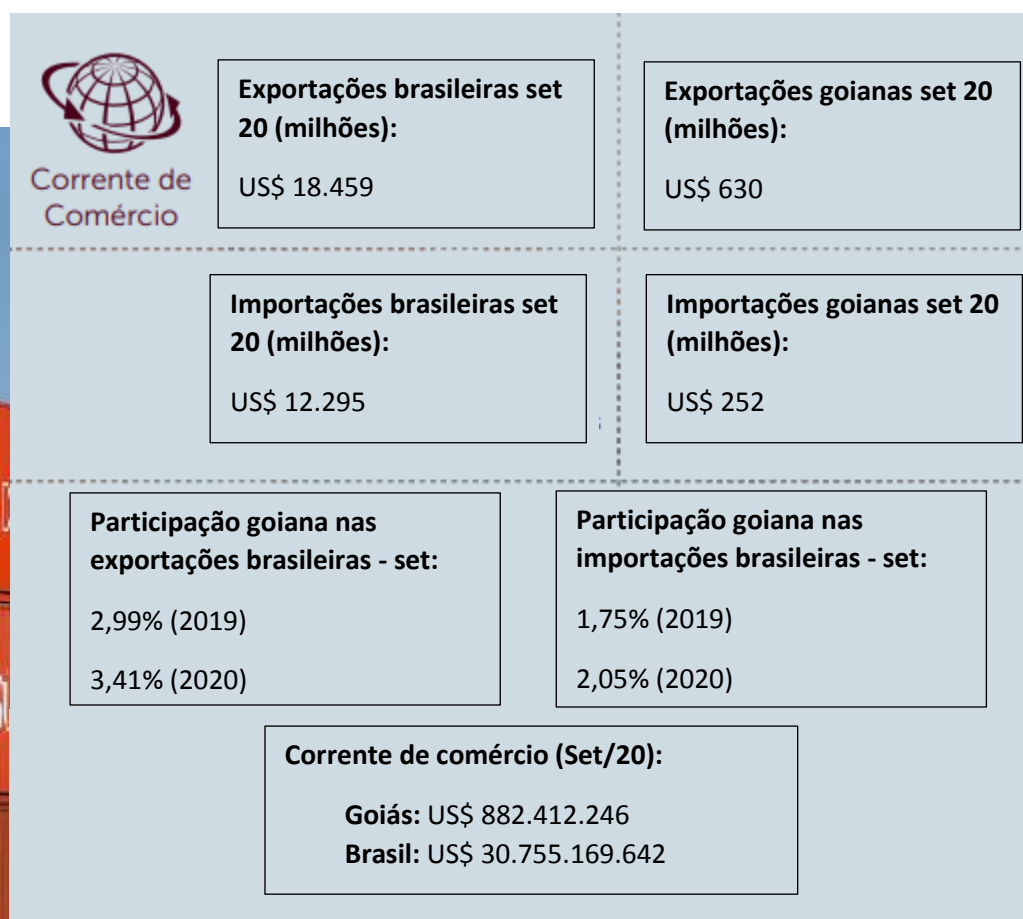 Corrente de
Comércio
Exportações brasileiras set
20 (milhões):
US$ 18.459
Exportações goianas set 20
(milhões):
US$ 630
Importações brasileiras set
20 (milhões):
US$ 12.295
Importações goianas set 20
(milhões):
US$ 252
Participação goiana nas
exportações brasileiras - set:
2,99% (2019)
3,41% (2020)
Participação goiana nas
importações brasileiras - set:
1,75% (2019)
2,05% (2020)
Corrente de comércio (Set/20):
Goiás: US$ 882.412.246
Brasil: US$ 30.755.169.642